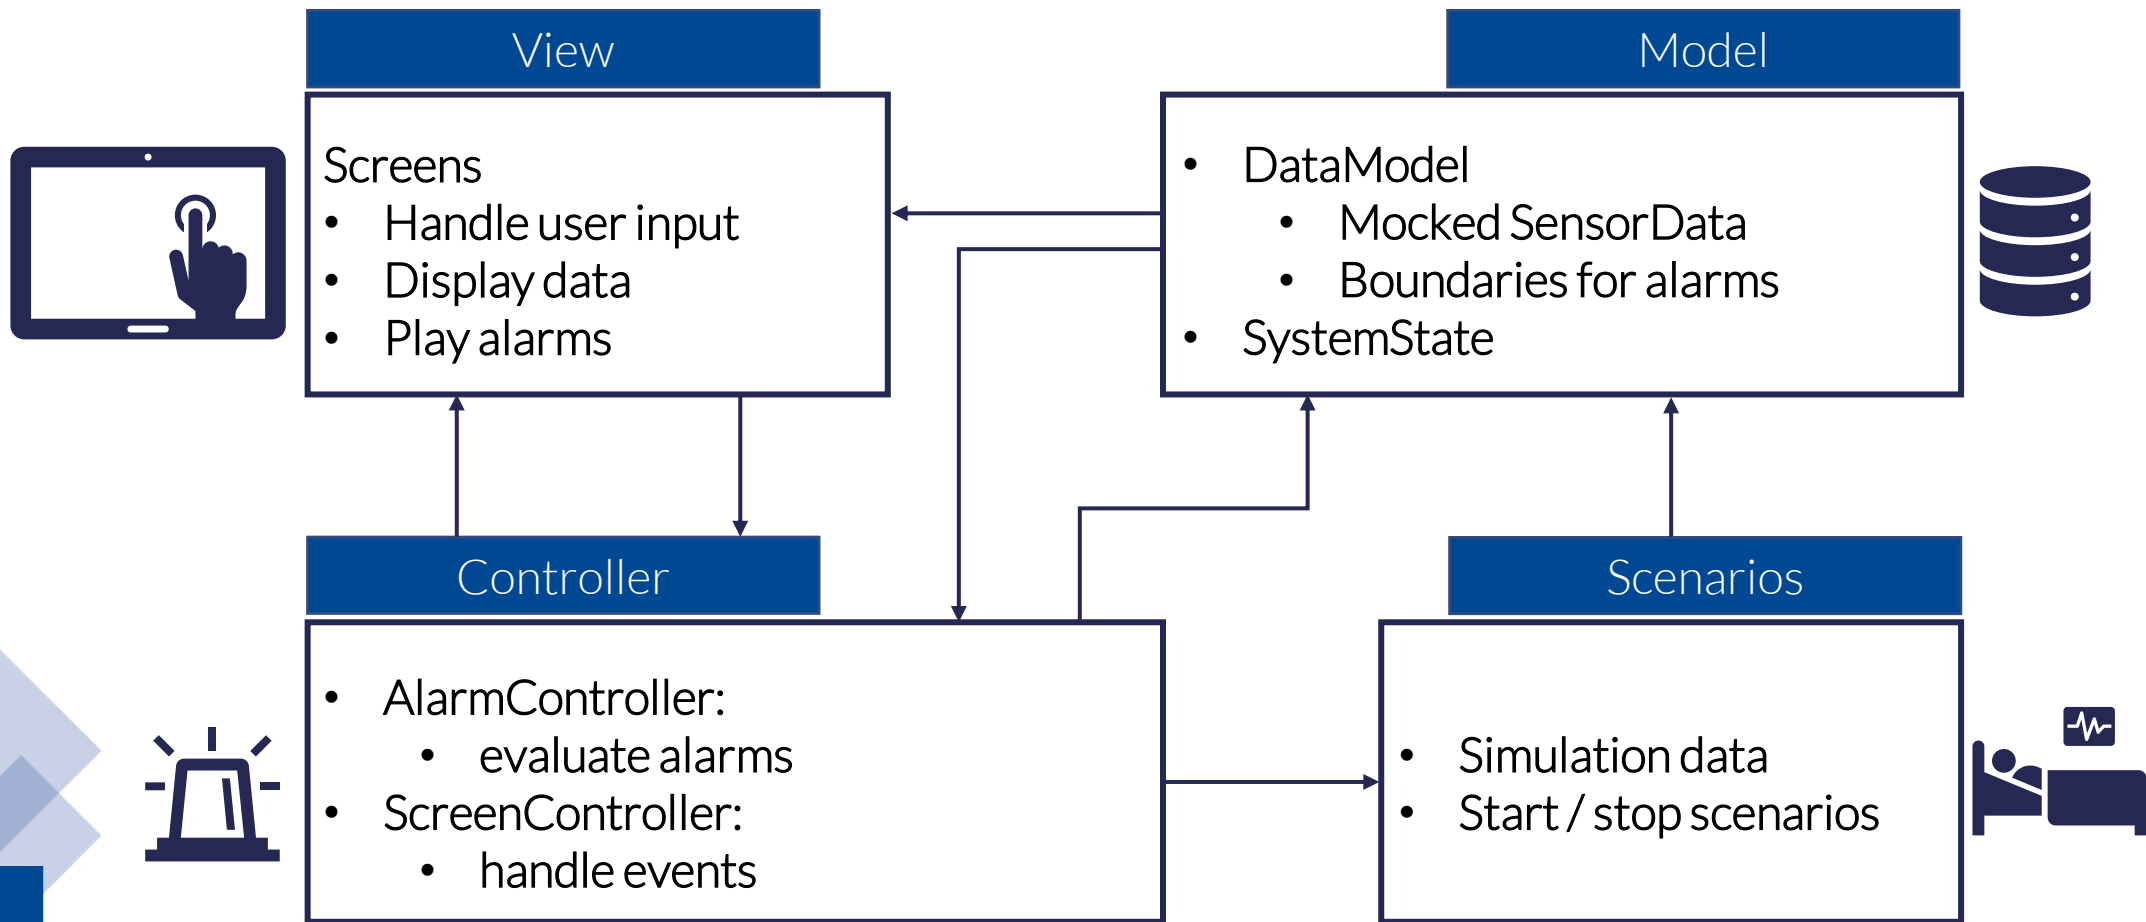 View
Screens
• Handle user input
• Display data
• Play alarms
Model
• DataModel
• Mocked SensorData
• Boundaries for alarms
• SystemState
Controller
• AlarmController:
• evaluate alarms
• ScreenController:
• handle events
Scenarios
• Simulation data
• Start / stop scenarios